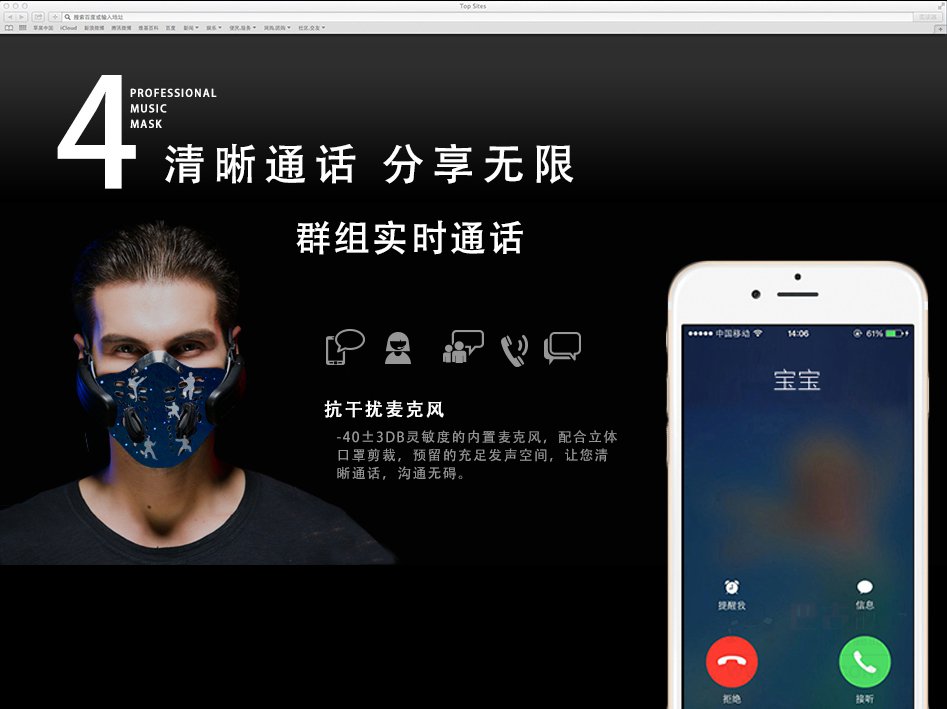 Top Sites
搜索百度或输入地址
阅读器
苹果中国 iCloud 新浪微博 腾讯微博 维基百科 百度 新闻 娱乐 便民.服务 网购.团购 社区.交友
4
PROFESSIONAL
MUSIC
MASK
清晰通话 分享无限
群组实时通话
抗干扰麦克风
-40±3DB灵敏度的内置麦克风，配合立体
口罩剪裁，预留的充足发声空间，让您清
晰通话，沟通无碍。
中国移动 14:06 61%
宝宝
提醒我 信息
拒绝 接听